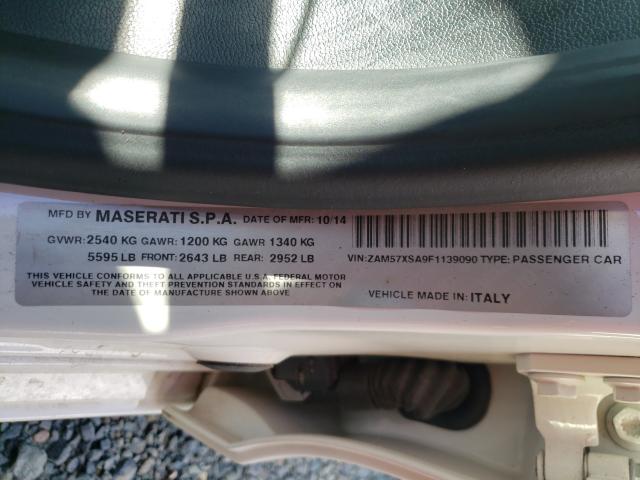 MFD BY MASERATI S.P.A. DATE OF MFR: 10/14
GVWR: 2540 KG GAWR: 1200 KG GAWR 1340 KG
5595 LB FRONT: 2643 LB REAR: 2952 LB
THIS VEHICLE CONFORMS TO ALL APPLICABLE U.S.A. FEDERAL MOTOR
VEHICLE SAFETY AND THEFT PREVENTION STANDARDS IN EFFECT ON
THE DATE OF MANUFACTURE SHOWN ABOVE
VIN: ZAM57XSA9F1139090 TYPE: PASSENGER CAR
VEHICLE MADE IN: ITALY